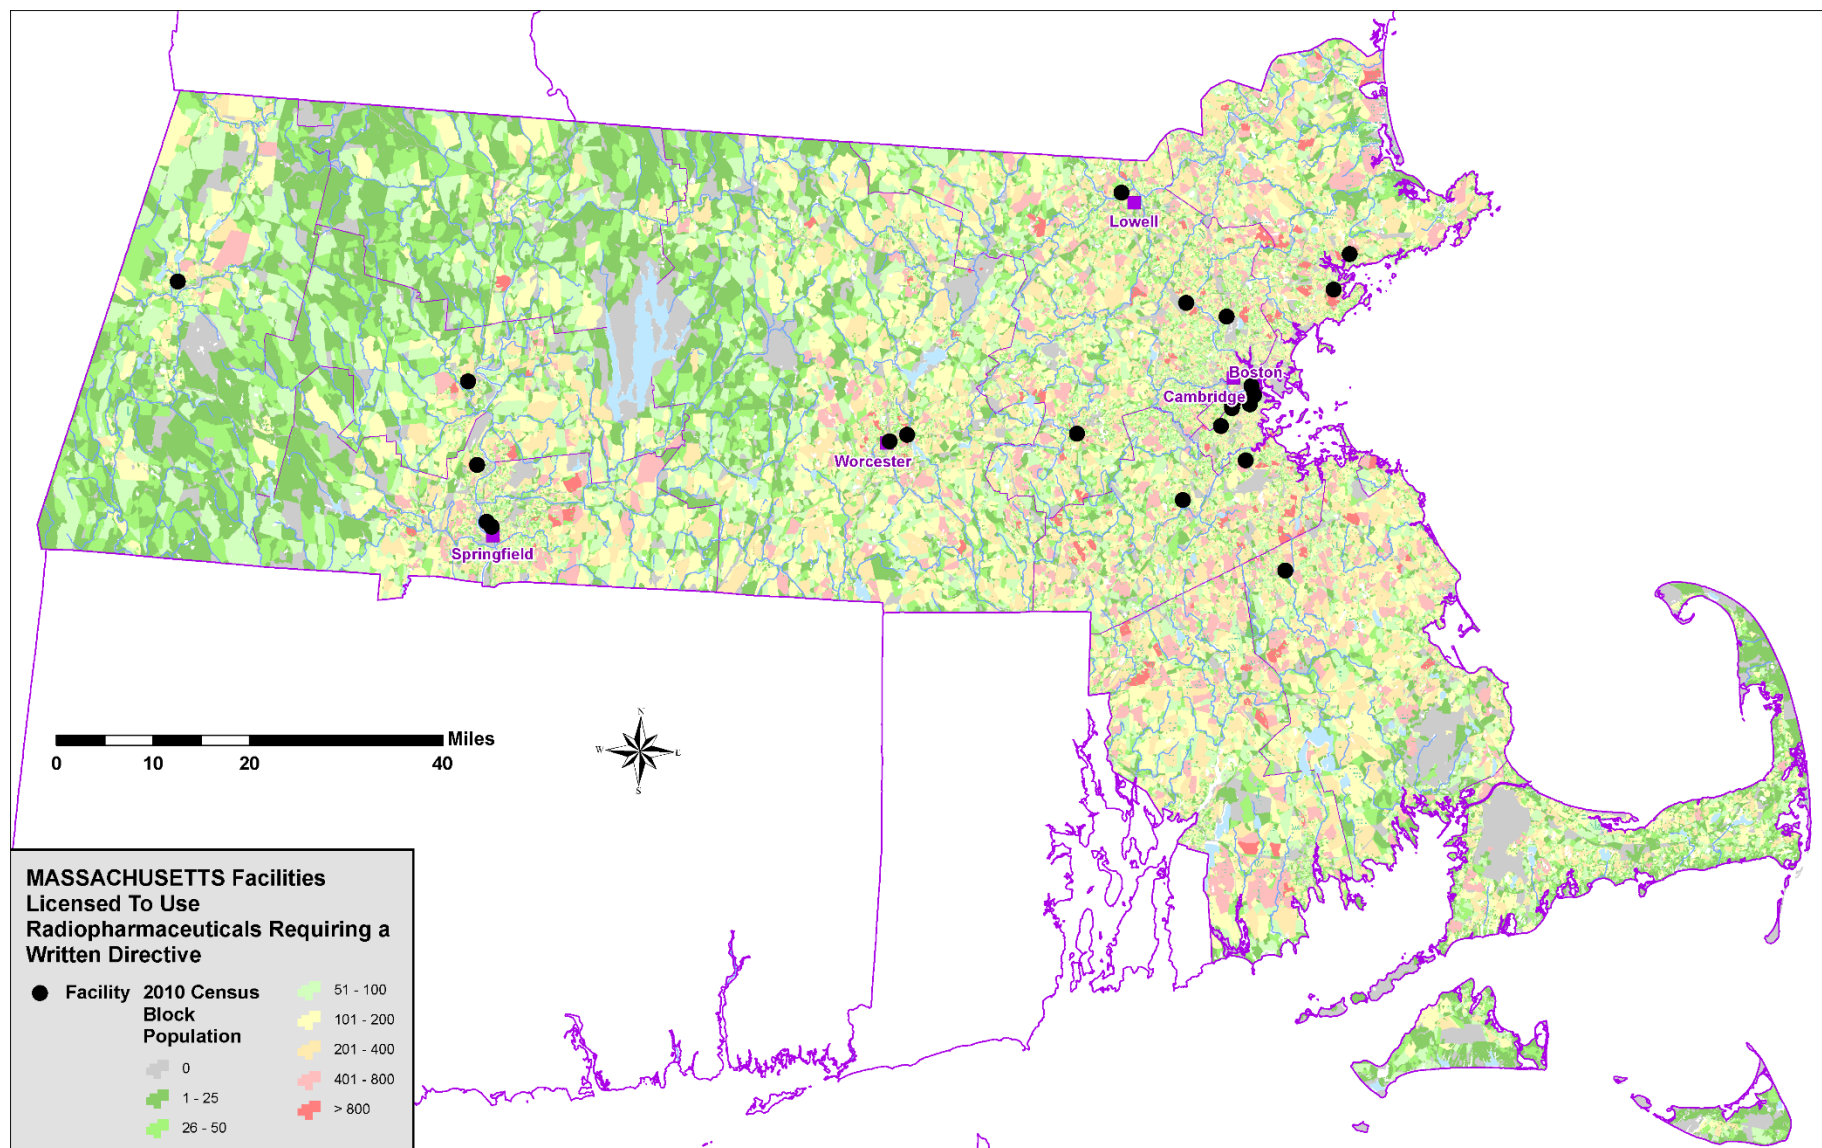 Lowell
Boston
Cambridge
Worcester
Springfield
N
W
E
S
Miles
0 10 20 40
MASSACHUSETTS Facilities
Licensed To Use
Radiopharmaceuticals Requiring a
Written Directive
Facility
2010 Census
Block
Population
0
1 - 25
26 - 50
51 - 100
101 - 200
201 - 400
401 - 800
> 800